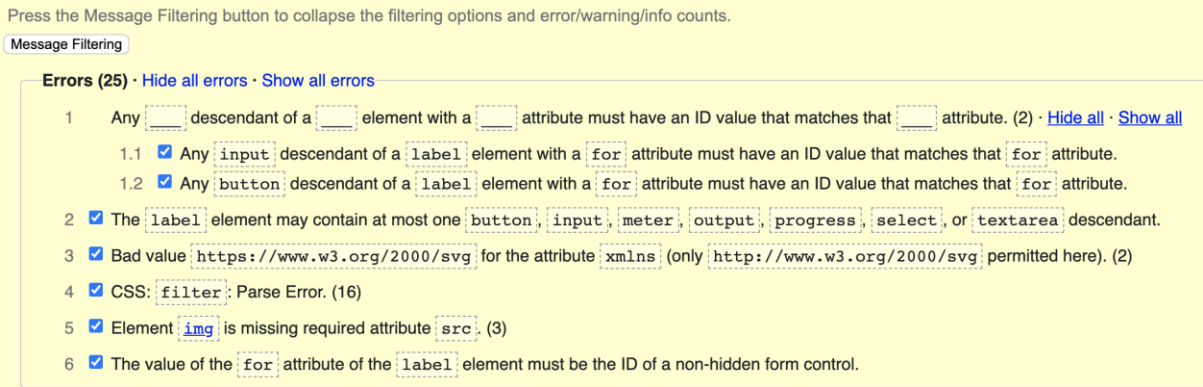 Press the Message Filtering button to collapse the filtering options and error/warning/info counts.
Message Filtering
Errors (25) · Hide all errors · Show all errors
1 Any ____ descendant of a ____ element with a ____ attribute must have an ID value that matches that ____ attribute. (2) · Hide all · Show all
1.1 Any input descendant of a label element with a for attribute must have an ID value that matches that for attribute.
1.2 Any button descendant of a label element with a for attribute must have an ID value that matches that for attribute.
2 The label element may contain at most one button, input, meter, output, progress, select, or textarea descendant.
3 Bad value https://www.w3.org/2000/svg for the attribute xmlns (only http://www.w3.org/2000/svg permitted here). (2)
4 CSS: filter: Parse Error. (16)
5 Element img is missing required attribute src. (3)
6 The value of the for attribute of the label element must be the ID of a non-hidden form control.